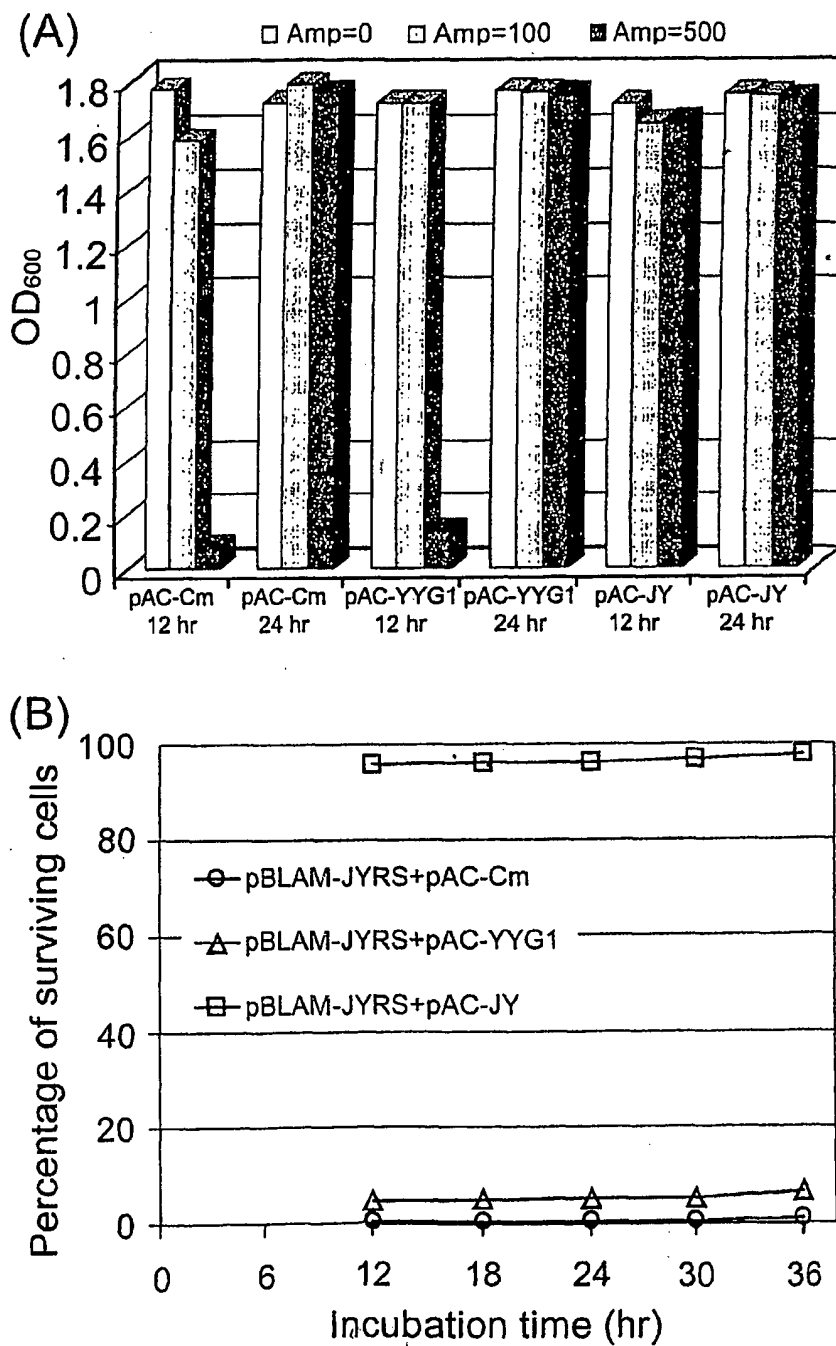 (A)
□ Amp=0 □ Amp=100 ■ Amp=500
OD600
1.8
1.6
1.4
1.2
1
0.8
0.6
0.4
0.2
0
pAC-Cm pAC-Cm pAC-YYG1 pAC-YYG1 pAC-JY pAC-JY
12 hr 24 hr 12 hr 24 hr 12 hr 24 hr
(B)
Percentage of surviving cells
100
80
60
40
20
0
pBLAM-JYRS+pAC-Cm
pBLAM-JYRS+pAC-YYG1
pBLAM-JYRS+pAC-JY
0 6 12 18 24 30 36
Incubation time (hr)